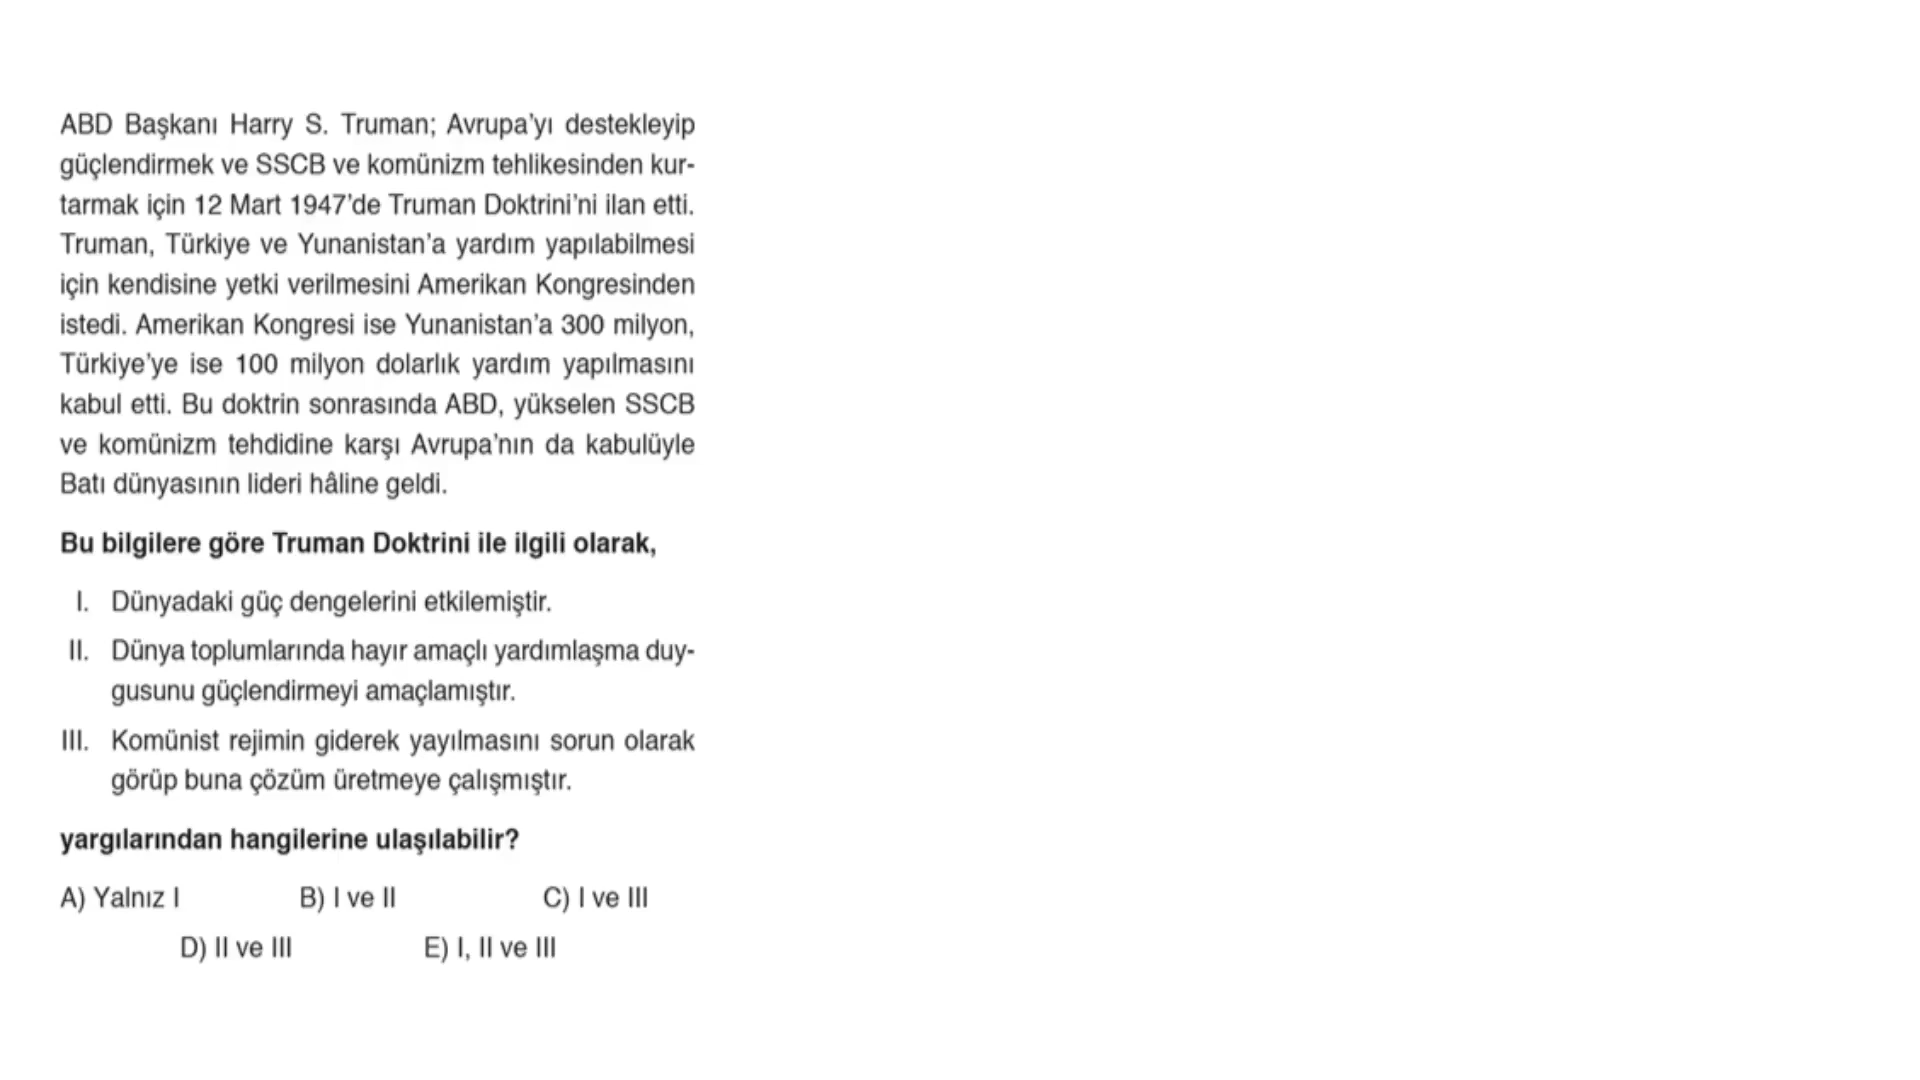 ABD Başkanı Harry S. Truman; Avrupa'yı destekleyip
güçlendirmek ve SSCB ve komünizm tehlikesinden kur-
tarmak için 12 Mart 1947'de Truman Doktrini'ni ilan etti.
Truman, Türkiye ve Yunanistan'a yardım yapılabilmesi
için kendisine yetki verilmesini Amerikan Kongresinden
istedi. Amerikan Kongresi ise Yunanistan'a 300 milyon,
Türkiye'ye ise 100 milyon dolarlık yardım yapılmasını
kabul etti. Bu doktrin sonrasında ABD, yükselen SSCB
ve komünizm tehdidine karşı Avrupa'nın da kabulüyle
Batı dünyasının lideri hâline geldi.
Bu bilgilere göre Truman Doktrini ile ilgili olarak,
I. Dünyadaki güç dengelerini etkilemiştir.
II. Dünya toplumlarında hayır amaçlı yardımlaşma duy-
gusunu güçlendirmeyi amaçlamıştır.
III. Komünist rejimin giderek yayılmasını sorun olarak
görüp buna çözüm üretmeye çalışmıştır.
yargılarından hangilerine ulaşılabilir?
A) Yalnız I B) I ve II C) I ve III
D) II ve III E) I, II ve III